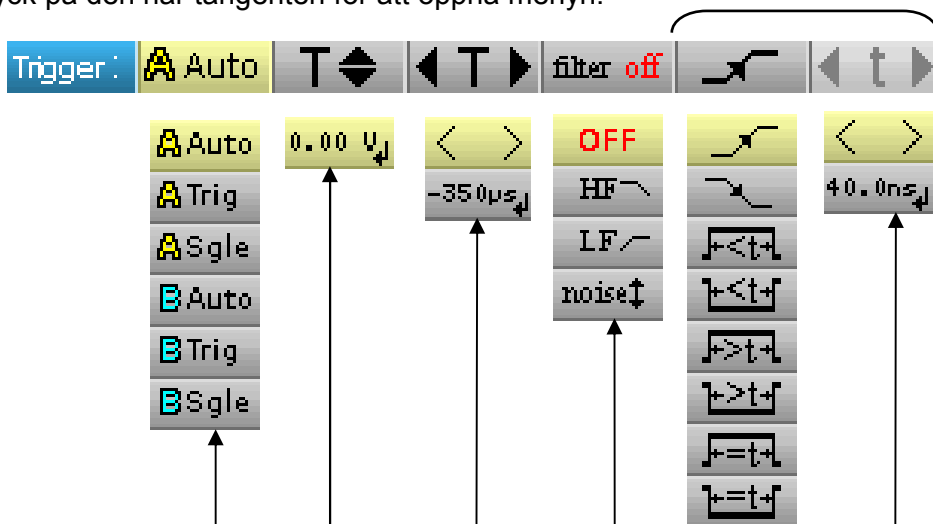 yck på den här tangenten för att öppna menyn.
Trigger: A Auto T T filter off t
A Auto 0.00 V < > OFF < >
A Trig -350µs HF 40.0ns
A Sgle LF <t
B Auto noise <t
B Trig >t
B Sgle >t
=t
=t